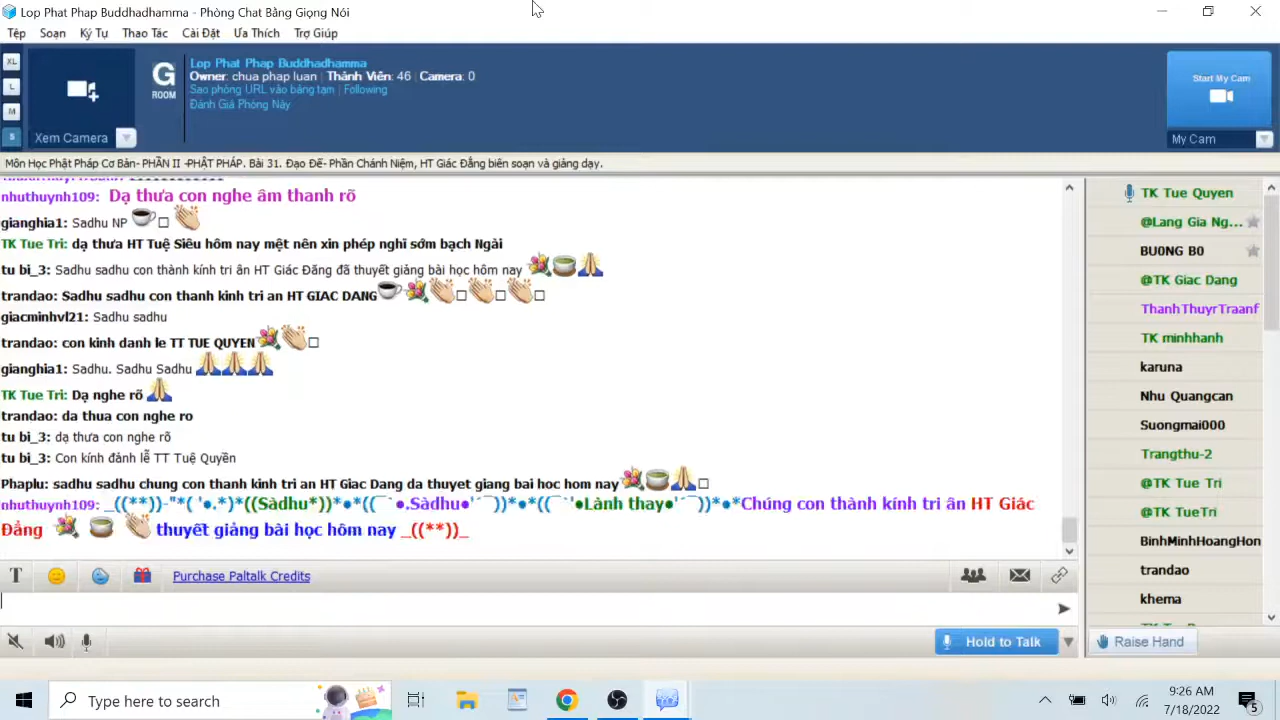 Lop Phat Phap Buddhadhamma - Phòng Chat Bằng Giọng Nói
Tệp Soạn Ký Tự Thao Tác Cài Đặt Ưa Thích Trợ Giúp
XL
L
M
S
Xem Camera
G
ROOM
Lop Phat Phap Buddhadhamma
Owner: chua phap luan | Thành Viên: 46 | Camera: 0
Sao phòng URL vào bảng tạm | Following
Đánh Giá Phòng Này
Start My Cam
My Cam
Môn Học Phật Pháp Cơ Bản- PHẦN II -PHẬT PHÁP. Bài 31. Đạo Đế- Phần Chánh Niệm, HT Giác Đẳng biên soạn và giảng dạy.
nhuthuynh109: Dạ thưa con nghe âm thanh rõ
gianghia1: Sadhu NP ☕□ 👏
TK Tue Tri: dạ thưa HT Tuệ Siêu hôm nay mệt nên xin phép nghỉ sớm bạch Ngài
tu bi_3: Sadhu sadhu con thành kính tri ân HT Giác Đăng đã thuyết giảng bài học hôm nay 💐🍵🙏
trandao: Sadhu sadhu con thanh kinh tri an HT GIAC DANG☕💐👏□👏□👏□
giacminhvl21: Sadhu sadhu
trandao: con kinh danh le TT TUE QUYEN💐👏□
gianghia1: Sadhu. Sadhu Sadhu 🙏🙏🙏
TK Tue Tri: Dạ nghe rõ 🙏
trandao: da thua con nghe ro
tu bi_3: dạ thưa con nghe rõ
tu bi_3: Con kính đảnh lễ TT Tuệ Quyền
Phaplu: sadhu sadhu chung con thanh kinh tri an HT Giac Dang da thuyet giang bai hoc hom nay💐🍵🙏□
nhuthuynh109: _((**))-"*( '●.*)*((Sàdhu*))*●*((¯`●.Sàdhu●'´¯))*●*((¯`'●Lành thay●'´¯))*●*Chúng con thành kính tri ân HT Giác
Đẳng 💐 🍵 👏 thuyết giảng bài học hôm nay _((**))_
T Purchase Paltalk Credits
Hold to Talk
TK Tue Quyen
@Lang Gia Ng...
BU0NG B0
@TK Giac Dang
ThanhThuyrTraanf
TK minhhanh
karuna
Nhu Quangcan
Suongmai000
Trangthu-2
@TK Tue Tri
@TK TueTri
BinhMinhHoangHon
trandao
khema
Raise Hand
Type here to search
9:26 AM
7/18/2022
5